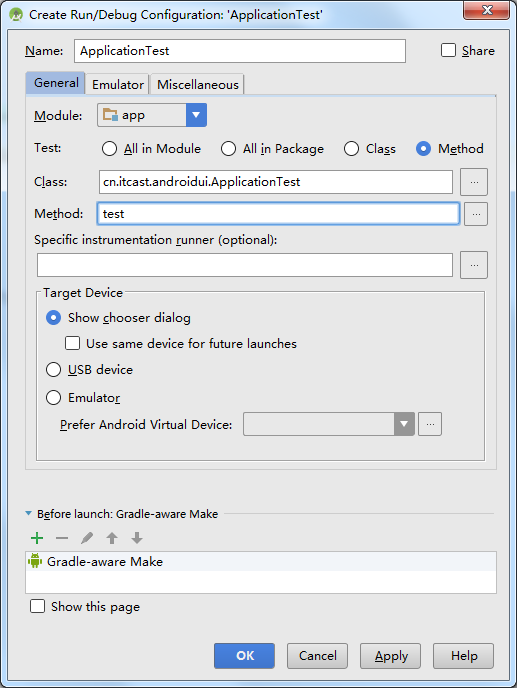 Create Run/Debug Configuration: 'ApplicationTest'
Name: ApplicationTest Share
General Emulator Miscellaneous
Module: app
Test: All in Module All in Package Class Method
Class: cn.itcast.androidui.ApplicationTest ...
Method: test ...
Specific instrumentation runner (optional):
...
Target Device
Show chooser dialog
Use same device for future launches
USB device
Emulator
Prefer Android Virtual Device: ...
Before launch: Gradle-aware Make
Gradle-aware Make
Show this page
OK Cancel Apply Help